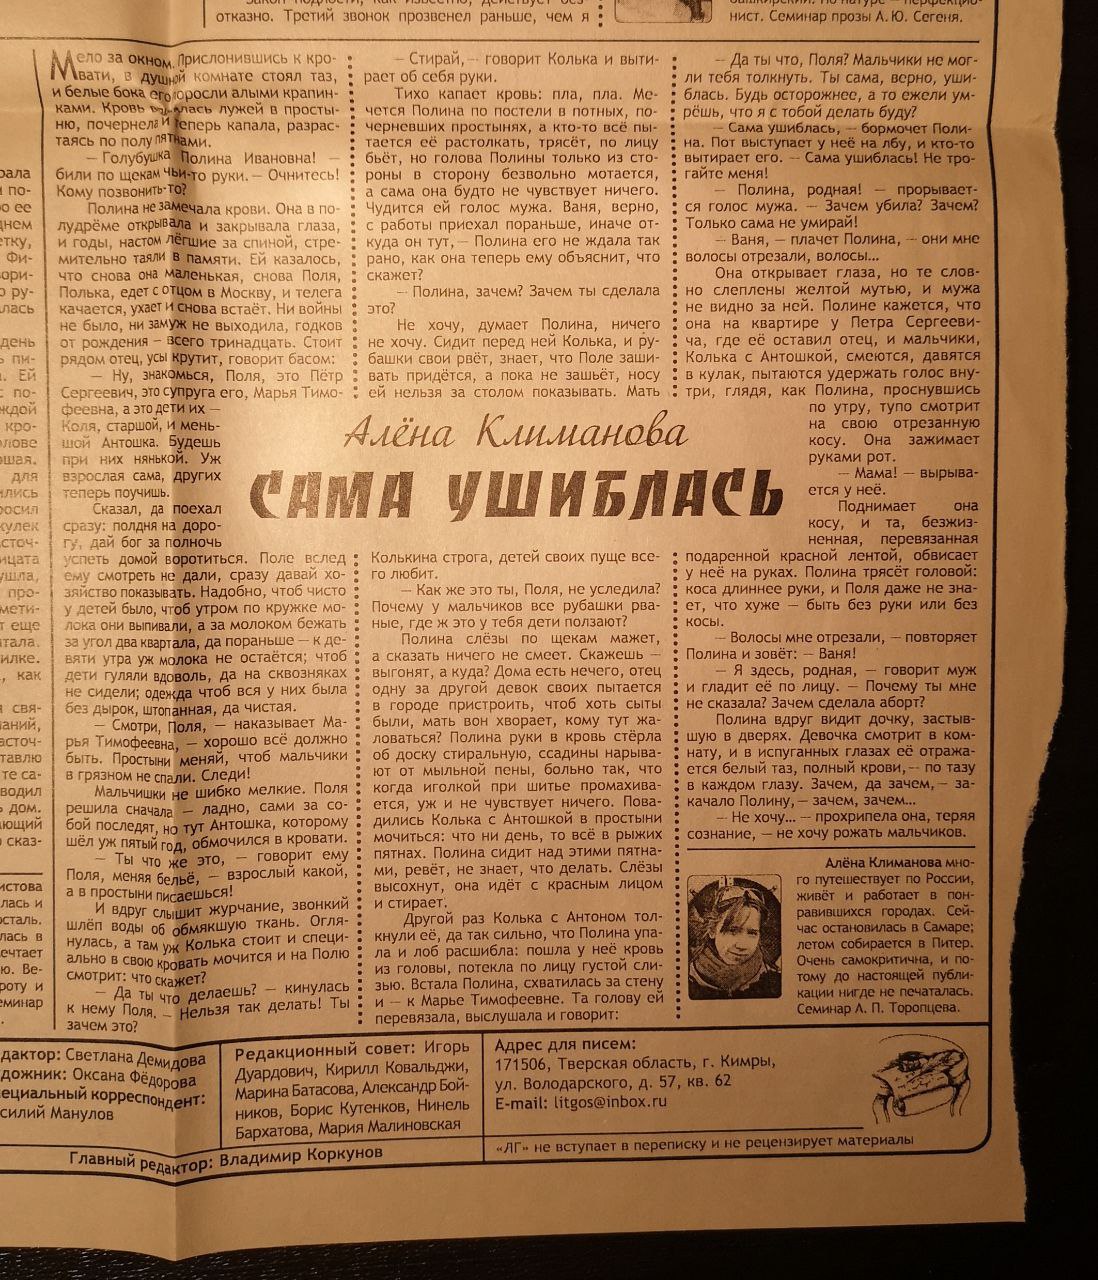 отказно. Третий звонок прозвенел раньше, чем я
нист. Семинар прозы А. Ю. Сегеня.
Алёна Климанова
САМА УШИБЛАСЬ
Мело за окном. Прислонившись к кро-
вати, в душной комнате стоял таз,
и белые бока его оросли алыми крапин-
ками. Кровь лась лужей в просты-
ню, почернела и теперь капала, разрас-
таясь по полу пятнами.
— Голубушка Полина Ивановна! —
били по щекам чьи-то руки. — Очнитесь!
Кому позвонить-то?
Полина не замечала крови. Она в по-
лудрёме открывала и закрывала глаза,
и годы, настом лёгшие за спиной, стре-
мительно таяли в памяти. Ей казалось,
что снова она маленькая, снова Поля,
Полька, едет с отцом в Москву, и телега
качается, ухает и снова встаёт. Ни войны
не было, ни замуж не выходила, годков
от рождения — всего тринадцать. Стоит
рядом отец, усы крутит, говорит басом:
— Ну, знакомься, Поля, это Пётр
Сергеевич, это супруга его, Марья Тимо-
феевна, а это дети их —
Коля, старшой, и мень-
шой Антошка. Будешь
при них нянькой. Уж
взрослая сама, других
теперь поучишь.
Сказал, да поехал
сразу: полдня на доро-
гу, дай бог за полночь
успеть домой воротиться. Поле вслед
ему смотреть не дали, сразу давай хо-
зяйство показывать. Надобно, чтоб чисто
у детей было, чтоб утром по кружке мо-
лока они выпивали, а за молоком бежать
за угол два квартала, да пораньше — к де-
вяти утра уж молока не остаётся; чтоб
дети гуляли вдоволь, да на сквозняках
не сидели; одежда чтоб вся у них была
без дырок, штопанная, да чистая.
— Смотри, Поля, — наказывает Ма-
рья Тимофеевна, — хорошо всё должно
быть. Простыни меняй, чтоб мальчики
в грязном не спали. Следи!
Мальчишки не шибко мелкие. Поля
решила сначала — ладно, сами за со-
бой последят, но тут Антошка, которому
шёл уж пятый год, обмочился в кровати.
— Ты что же это, — говорит ему
Поля, меняя бельё, — взрослый какой,
а в простыни писаешься!
И вдруг слышит журчание, звонкий
шлёп воды об обмякшую ткань. Огля-
нулась, а там уж Колька стоит и специ-
ально в свою кровать мочится и на Полю
смотрит: что скажет?
— Да ты что делаешь? — кинулась
к нему Поля. — Нельзя так делать! Ты
зачем это?
— Стирай, — говорит Колька и выти-
рает об себя руки.
Тихо капает кровь: пла, пла. Ме-
чется Полина по постели в потных, по-
черневших простынях, а кто-то всё пы-
тается её растолкать, трясёт, по лицу
бьёт, но голова Полины только из сто-
роны в сторону безвольно мотается,
а сама она будто не чувствует ничего.
Чудится ей голос мужа. Ваня, верно,
с работы приехал пораньше, иначе от-
куда он тут, — Полина его не ждала так
рано, как она теперь ему объяснит, что
скажет?
— Полина, зачем? Зачем ты сделала
это?
Не хочу, думает Полина, ничего
не хочу. Сидит перед ней Колька, и ру-
башки свои рвёт, знает, что Поле заши-
вать придётся, а пока не зашьёт, носу
ей нельзя за столом показывать. Мать
Колькина строга, детей своих пуще все-
го любит.
— Как же это ты, Поля, не уследила?
Почему у мальчиков все рубашки рва-
ные, где ж это у тебя дети ползают?
Полина слёзы по щекам мажет,
а сказать ничего не смеет. Скажешь —
выгонят, а куда? Дома есть нечего, отец
одну за другой девок своих пытается
в городе пристроить, чтоб хоть сыты
были, мать вон хворает, кому тут жа-
ловаться? Полина руки в кровь стёрла
об доску стиральную, ссадины нарыва-
ют от мыльной пены, больно так, что
когда иголкой при шитье промахива-
ется, уж и не чувствует ничего. Пова-
дились Колька с Антошкой в простыни
мочиться: что ни день, то всё в рыжих
пятнах. Полина сидит над этими пятна-
ми, ревёт, не знает, что делать. Слёзы
высохнут, она идёт с красным лицом
и стирает.
Другой раз Колька с Антоном тол-
кнули её, да так сильно, что Полина упа-
ла и лоб расшибла: пошла у неё кровь
из головы, потекла по лицу густой сли-
зью. Встала Полина, схватилась за стену
и — к Марье Тимофеевне. Та голову ей
перевязала, выслушала и говорит:
— Да ты что, Поля? Мальчики не мог-
ли тебя толкнуть. Ты сама, верно, уши-
блась. Будь осторожнее, а то ежели ум-
рёшь, что я с тобой делать буду?
— Сама ушиблась, — бормочет Поли-
на. Пот выступает у неё на лбу, и кто-то
вытирает его. — Сама ушиблась! Не тро-
гайте меня!
— Полина, родная! — прорывает-
ся голос мужа. — Зачем убила? Зачем?
Только сама не умирай!
— Ваня, — плачет Полина, — они мне
волосы отрезали, волосы...
Она открывает глаза, но те слов-
но слеплены желтой мутью, и мужа
не видно за ней. Полине кажется, что
она на квартире у Петра Сергееви-
ча, где её оставил отец, и мальчики,
Колька с Антошкой, смеются, давятся
в кулак, пытаются удержать голос вну-
три, глядя, как Полина, проснувшись
по утру, тупо смотрит
на свою отрезанную
косу. Она зажимает
руками рот.
— Мама! — вырыва-
ется у неё.
Поднимает она
косу, и та, безжиз-
ненная, перевязанная
подаренной красной лентой, обвисает
у неё на руках. Полина трясёт головой:
коса длиннее руки, и Поля даже не зна-
ет, что хуже — быть без руки или без
косы.
— Волосы мне отрезали, — повторяет
Полина и зовёт: — Ваня!
— Я здесь, родная, — говорит муж
и гладит её по лицу. — Почему ты мне
не сказала? Зачем сделала аборт?
Полина вдруг видит дочку, застыв-
шую в дверях. Девочка смотрит в ком-
нату, и в испуганных глазах её отража-
ется белый таз, полный крови, — по тазу
в каждом глазу. Зачем, да зачем, — за-
качало Полину, — зачем, зачем...
— Не хочу... — прохрипела она, теряя
сознание, — не хочу рожать мальчиков.
Алёна Климанова мно-
го путешествует по России,
живёт и работает в пон-
равившихся городах. Сей-
час остановилась в Самаре;
летом собирается в Питер.
Очень самокритична, и по-
тому до настоящей публи-
кации нигде не печаталась.
Семинар А. П. Торопцева.
дактор: Светлана Демидова
дожник: Оксана Фёдорова
ециальный корреспондент:
силий Манулов
Редакционный совет: Игорь
Дуардович, Кирилл Ковальджи,
Марина Батасова, Александр Бой-
ников, Борис Кутенков, Нинель
Бархатова, Мария Малиновская
Главный редактор: Владимир Коркунов
Адрес для писем:
171506, Тверская область, г. Кимры,
ул. Володарского, д. 57, кв. 62
E-mail: litgos@inbox.ru
«ЛГ» не вступает в переписку и не рецензирует материалы